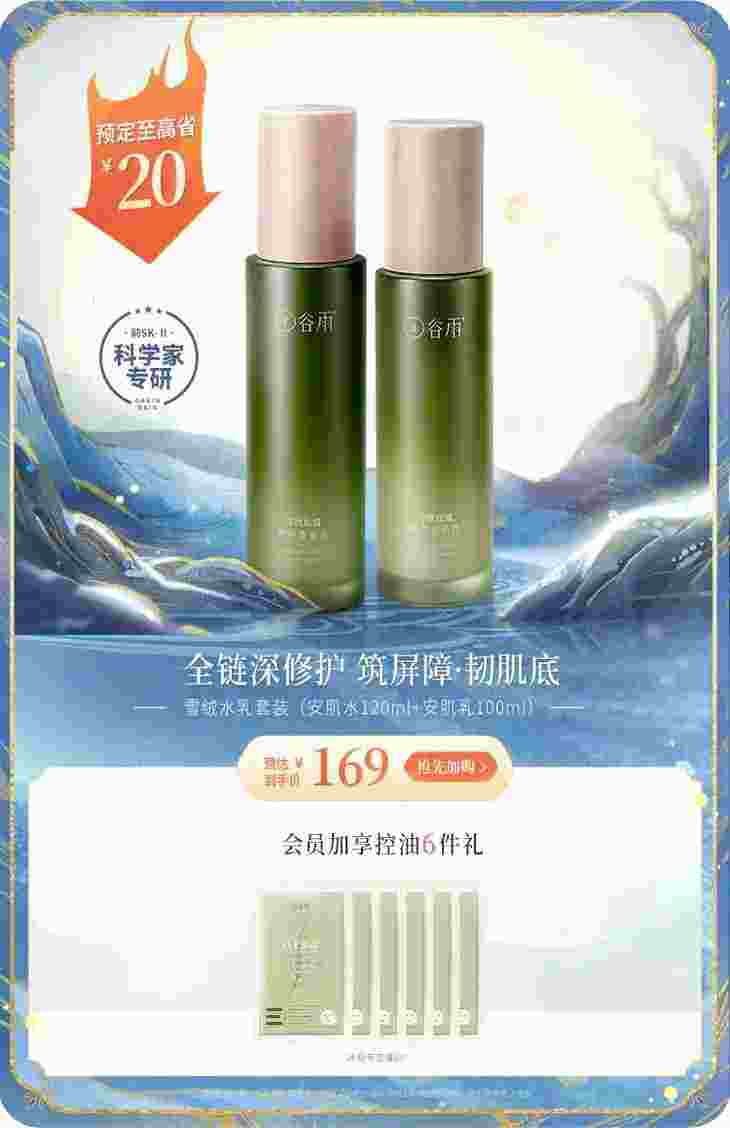 预定至高省
¥20
前SK-II
科学家
专研
谷雨
谷雨
全链深修护 筑屏障·韧肌底
雪绒水乳套装（安肌水120ml+安肌乳100ml）
预估
到手价
¥169
抢先加购 >
会员加享控油6件礼